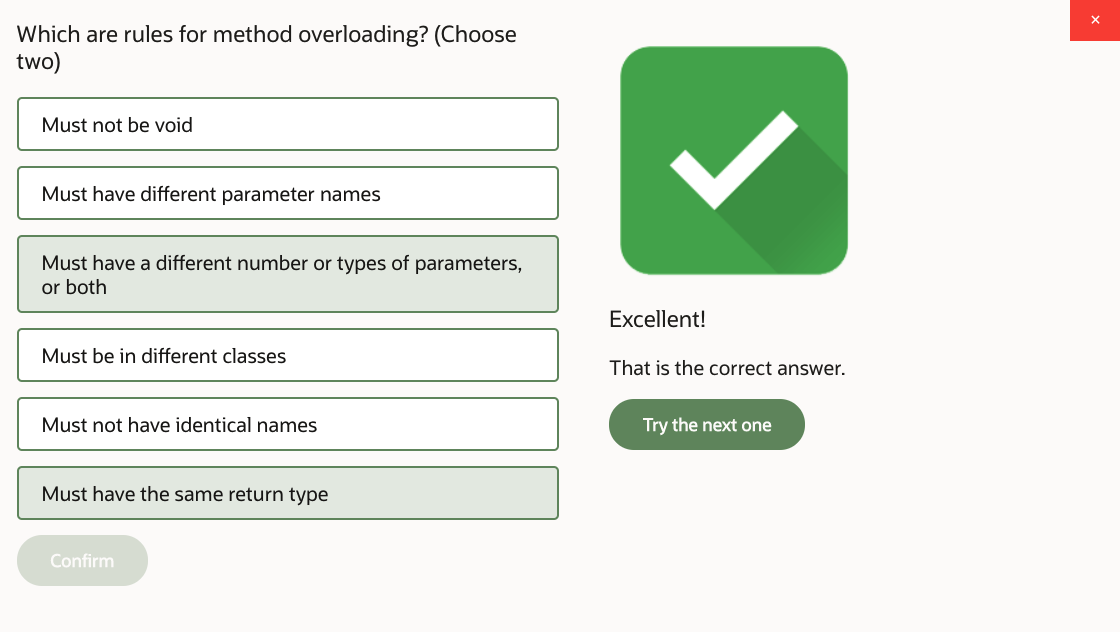 Which are rules for method overloading? (Choose
two)
Must not be void
Must have different parameter names
Must have a different number or types of parameters,
or both
Must be in different classes
Must not have identical names
Must have the same return type
Confirm
×
Excellent!
That is the correct answer.
Try the next one